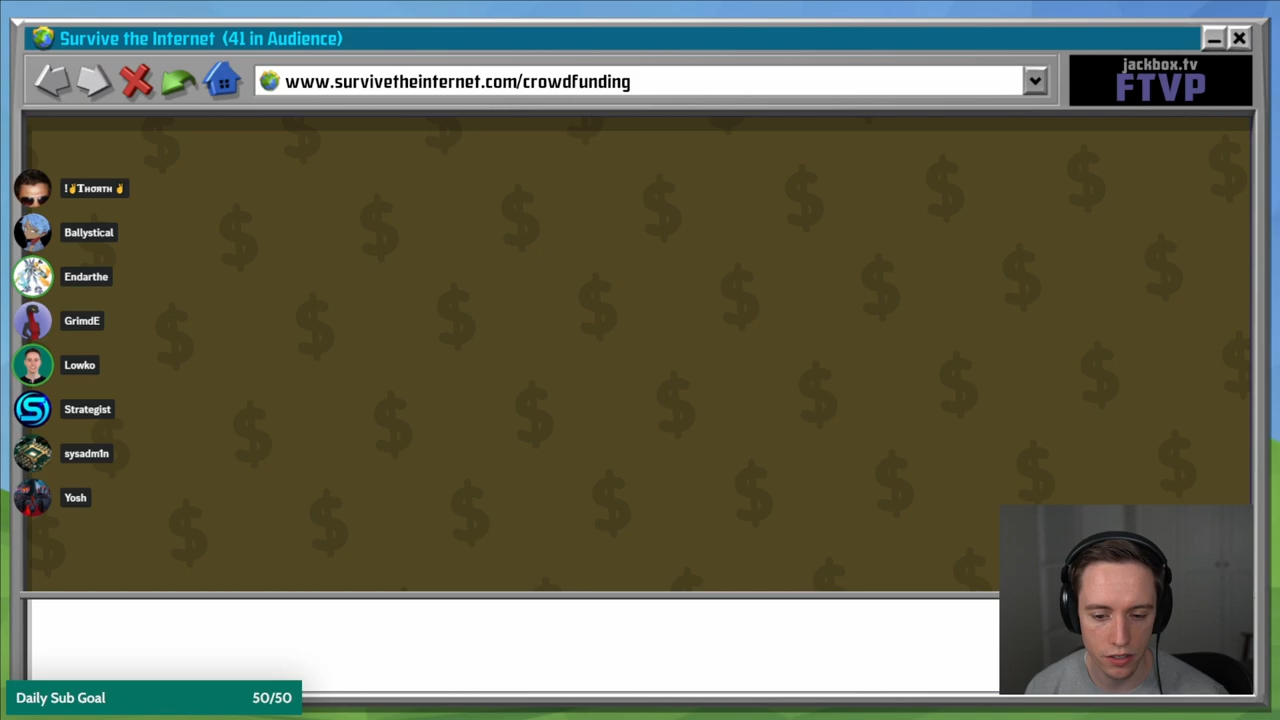 Survive the Internet (41 in Audience)
www.survivetheinternet.com/crowdfunding
jackbox.tv
FTVP
!✌Tʜσʀᴛʜ ✌
Ballystical
Endarthe
GrimdE
Lowko
Strategist
sysadm1n
Yosh
Daily Sub Goal 50/50